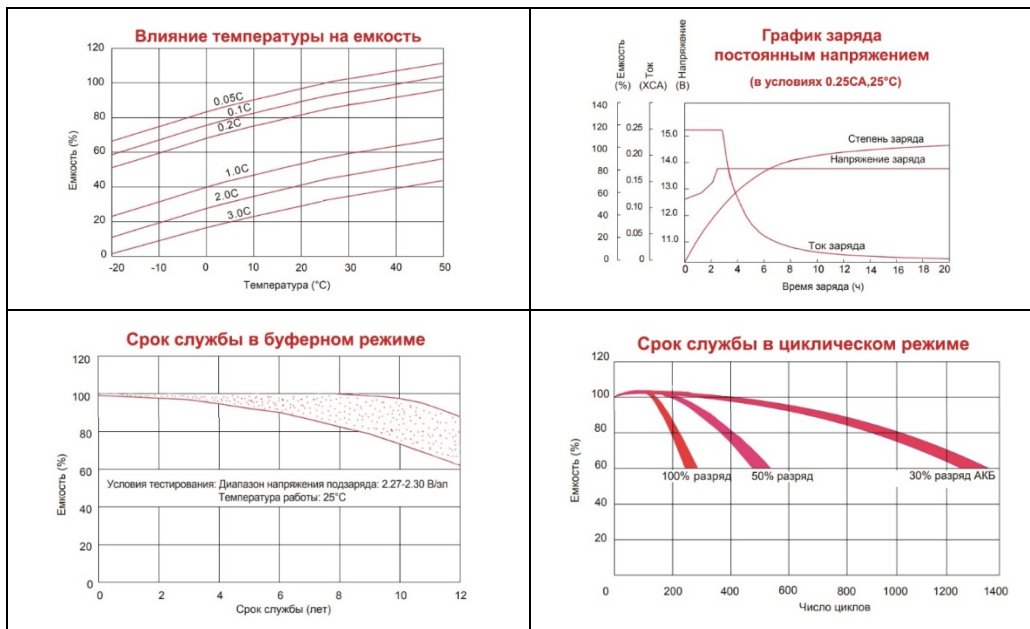 Влияние температуры на емкость
Емкость (%)
120
100
80
60
40
20
0
0.05C
0.1C
0.2C
1.0C
2.0C
3.0C
-20
-10
0
10
20
30
40
50
Температура (°C)
График заряда
постоянным напряжением
(в условиях 0.25CA,25°C)
Емкость (%)
Ток (XCA)
Напряжение (В)
140
120
100
80
60
40
20
0
0.25
0.20
0.15
0.10
0.05
0
15.0
14.0
13.0
12.0
11.0
Степень заряда
Напряжение заряда
Ток заряда
0 2 4 6 8 10 12 14 16 18 20
Время заряда (ч)
Срок службы в буферном режиме
Емкость (%)
120
100
80
60
40
20
0
Условия тестирования: Диапазон напряжения подзаряда: 2.27-2.30 В/эл
Температура работы: 25°C
0 2 4 6 8 10 12
Срок службы (лет)
Срок службы в циклическом режиме
Емкость (%)
120
100
80
60
40
20
0
100% разряд
50% разряд
30% разряд АКБ
200 400 600 800 1000 1200 1400
Число циклов